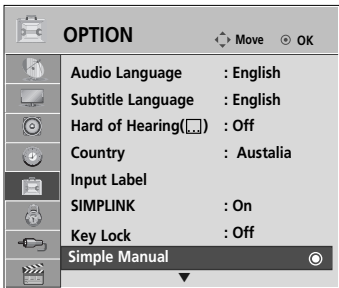 OPTION Move OK
Audio Language : English
Subtitle Language : English
Hard of Hearing( ) : Off
Country : Austalia
Input Label
SIMPLINK : On
Key Lock : Off
Simple Manual